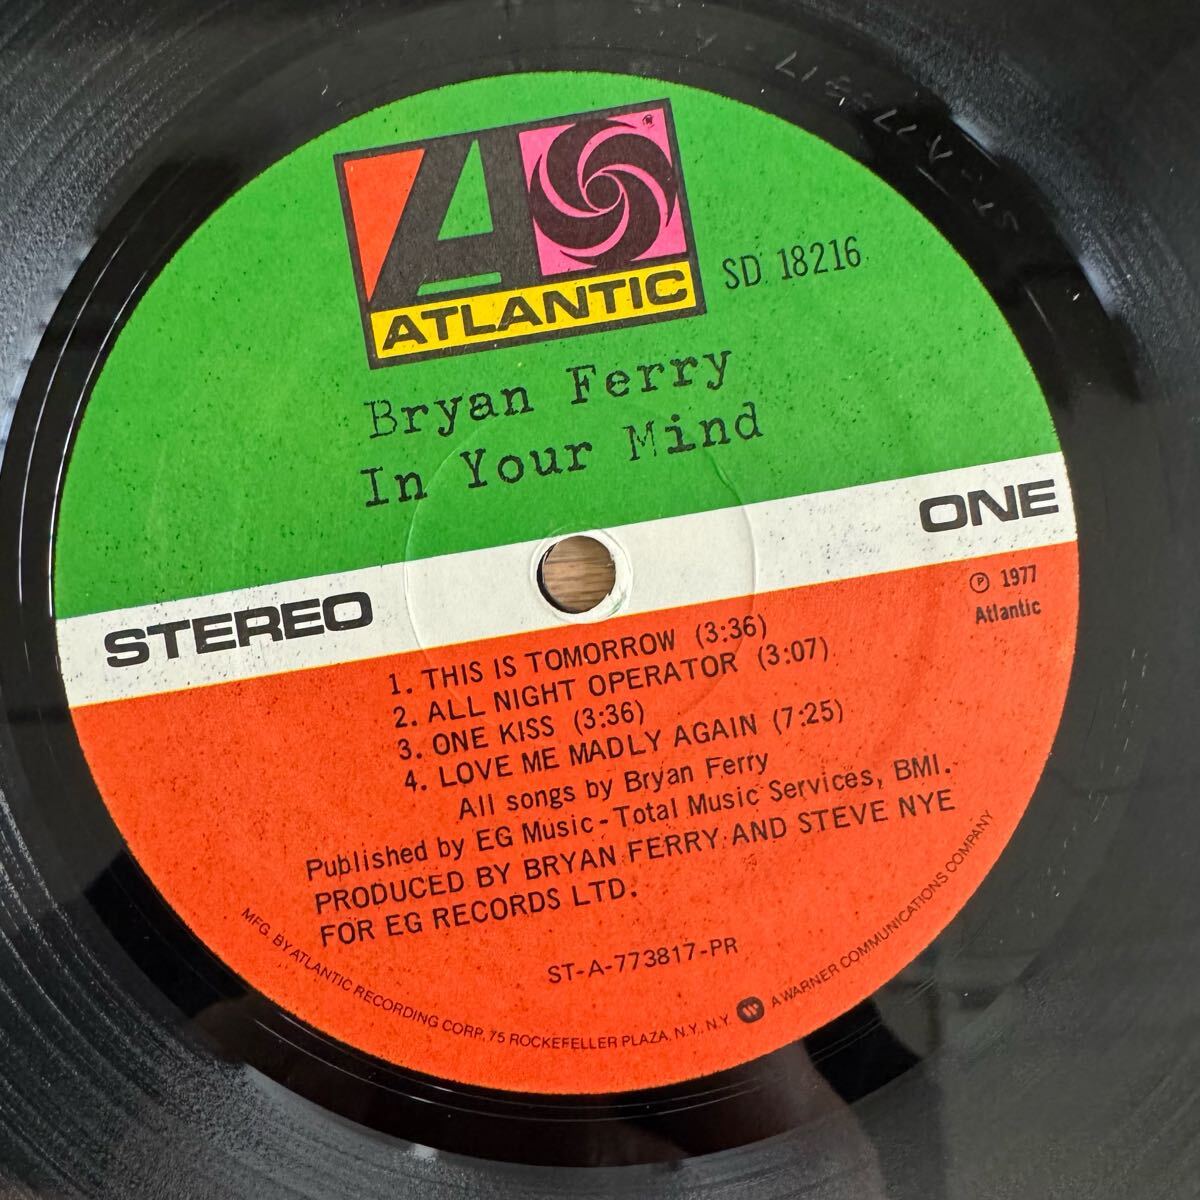 ST-A-773817-A
ATLANTIC
®
SD 18216
Bryan Ferry
In Your Mind
STEREO
ONE
℗ 1977
Atlantic
1. THIS IS TOMORROW (3:36)
2. ALL NIGHT OPERATOR (3:07)
3. ONE KISS (3:36)
4. LOVE ME MADLY AGAIN (7:25)
All songs by Bryan Ferry
Published by EG Music-Total Music Services, BMI.
PRODUCED BY BRYAN FERRY AND STEVE NYE
FOR EG RECORDS LTD.
ST-A-773817-PR
MFG. BY ATLANTIC RECORDING CORP., 75 ROCKEFELLER PLAZA, N.Y., N.Y. A WARNER COMMUNICATIONS COMPANY